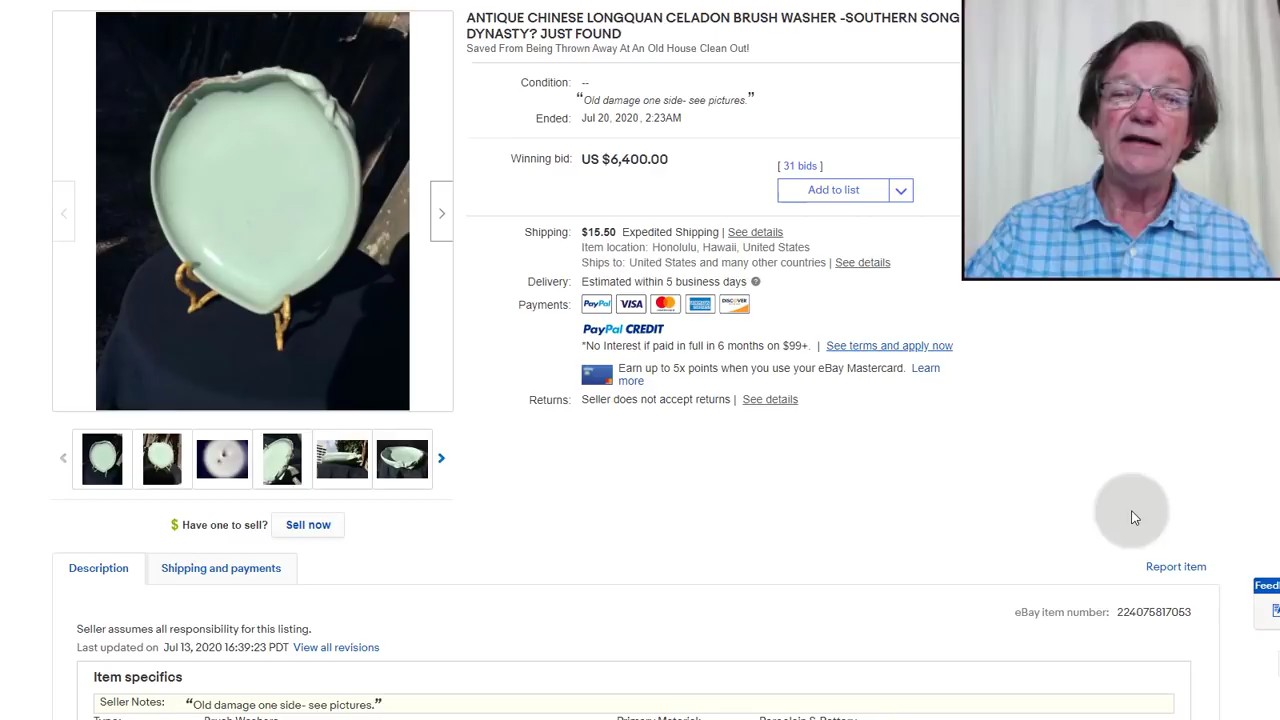 ANTIQUE CHINESE LONGQUAN CELADON BRUSH WASHER -SOUTHERN SONG
DYNASTY? JUST FOUND
Saved From Being Thrown Away At An Old House Clean Out!
Condition: --
“Old damage one side- see pictures.”
Ended: Jul 20, 2020, 2:23AM
Winning bid: US $6,400.00 [ 31 bids ]
Add to list
Shipping: $15.50 Expedited Shipping | See details
Item location: Honolulu, Hawaii, United States
Ships to: United States and many other countries | See details
Delivery: Estimated within 5 business days ?
Payments: PayPal VISA
PayPal CREDIT
*No Interest if paid in full in 6 months on $99+. | See terms and apply now
Earn up to 5x points when you use your eBay Mastercard. Learn
more
Returns: Seller does not accept returns | See details
$ Have one to sell? Sell now
Description Shipping and payments
Report item
eBay item number: 224075817053
Seller assumes all responsibility for this listing.
Last updated on Jul 13, 2020 16:39:23 PDT View all revisions
Item specifics
Seller Notes: “Old damage one side- see pictures.”